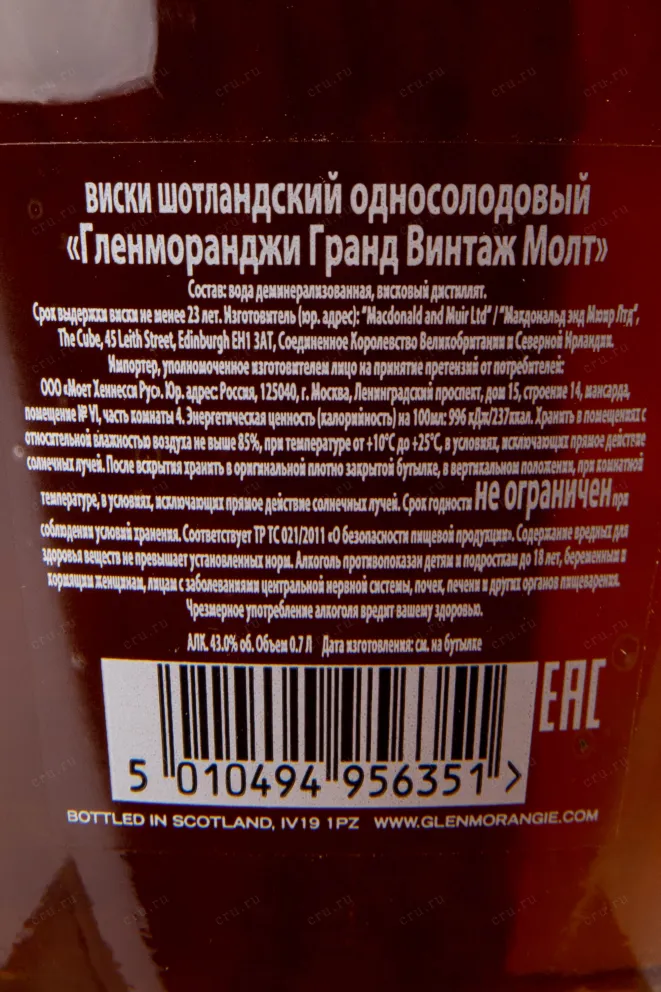 ВИСКИ ШОТЛАНДСКИЙ ОДНОСОЛОДОВЫЙ
«Гленморанджи Гранд Винтаж Молт»
Состав: вода деминерализованная, висковый дистиллят.
Срок выдержки виски не менее 23 лет. Изготовитель (юр. адрес): "Macdonald and Muir Ltd" / "Макдональд энд Мюир Лтд",
The Cube, 45 Leith Street, Edinburgh EH1 3AT, Соединенное Королевство Великобритании и Северной Ирландии.
Импортер, уполномоченное изготовителем лицо на принятие претензий от потребителей:
ООО «Моет Хеннесси Рус». Юр. адрес: Россия, 125040, г. Москва, Ленинградский проспект, дом 15, строение 14, мансарда,
помещение № VI, часть комнаты 4. Энергетическая ценность (калорийность) на 100мл: 996 кДж/237ккал. Хранить в помещениях с
относительной влажностью воздуха не выше 85%, при температуре от +10°С до +25°С, в условиях, исключающих прямое действие
солнечных лучей. После вскрытия хранить в оригинальной плотно закрытой бутылке, в вертикальном положении, при комнатной
температуре, в условиях, исключающих прямое действие солнечных лучей. Срок годности не ограничен при
соблюдении условий хранения. Соответствует ТР ТС 021/2011 «О безопасности пищевой продукции». Содержание вредных для
здоровья веществ не превышает установленных норм. Алкоголь противопоказан детям и подросткам до 18 лет, беременным и
кормящим женщинам, лицам с заболеваниями центральной нервной системы, почек, печени и других органов пищеварения.
Чрезмерное употребление алкоголя вредит вашему здоровью.
АЛК. 43.0% об. Объем 0.7 Л Дата изготовления: см. на бутылке
EAC
5 010494 956351 >
BOTTLED IN SCOTLAND, IV19 1PZ WWW.GLENMORANGIE.COM
cru.ru